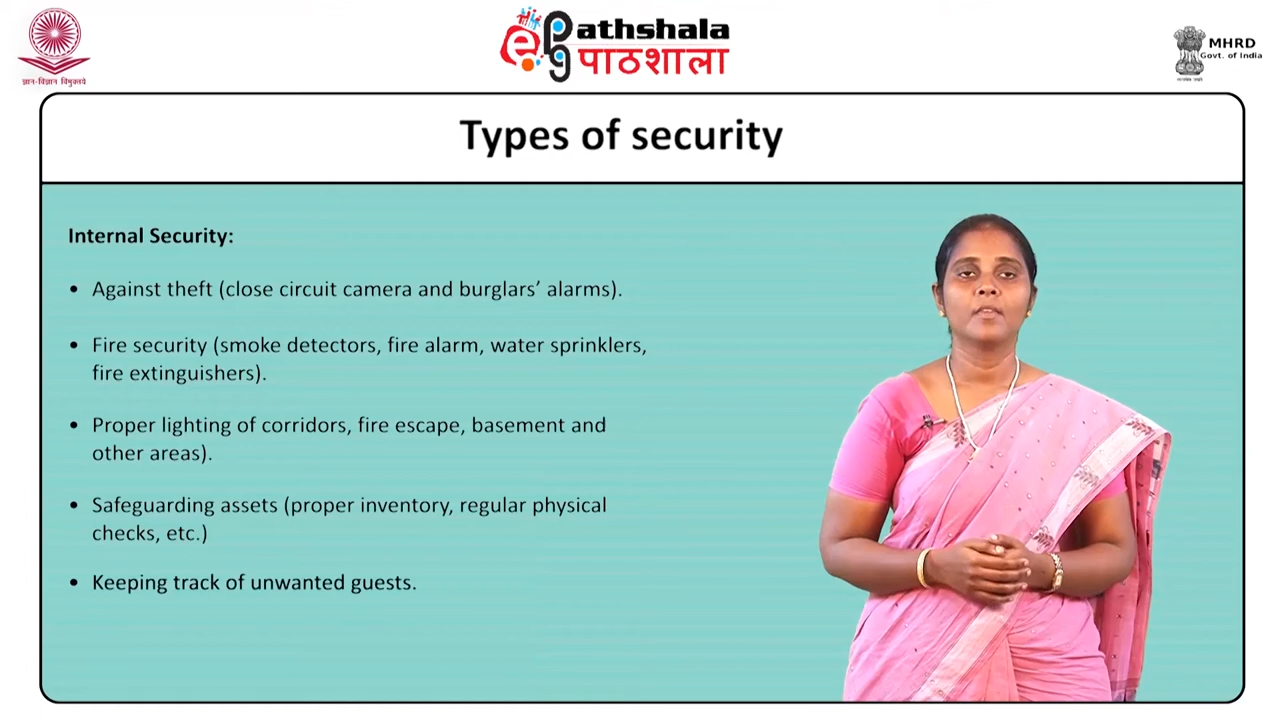 ज्ञान-विज्ञान विमुक्तये
epg
athshala
पाठशाला
MHRD
Govt. of India
Types of security
Internal Security:
• Against theft (close circuit camera and burglars’ alarms).
• Fire security (smoke detectors, fire alarm, water sprinklers,
fire extinguishers).
• Proper lighting of corridors, fire escape, basement and
other areas).
• Safeguarding assets (proper inventory, regular physical
checks, etc.)
• Keeping track of unwanted guests.